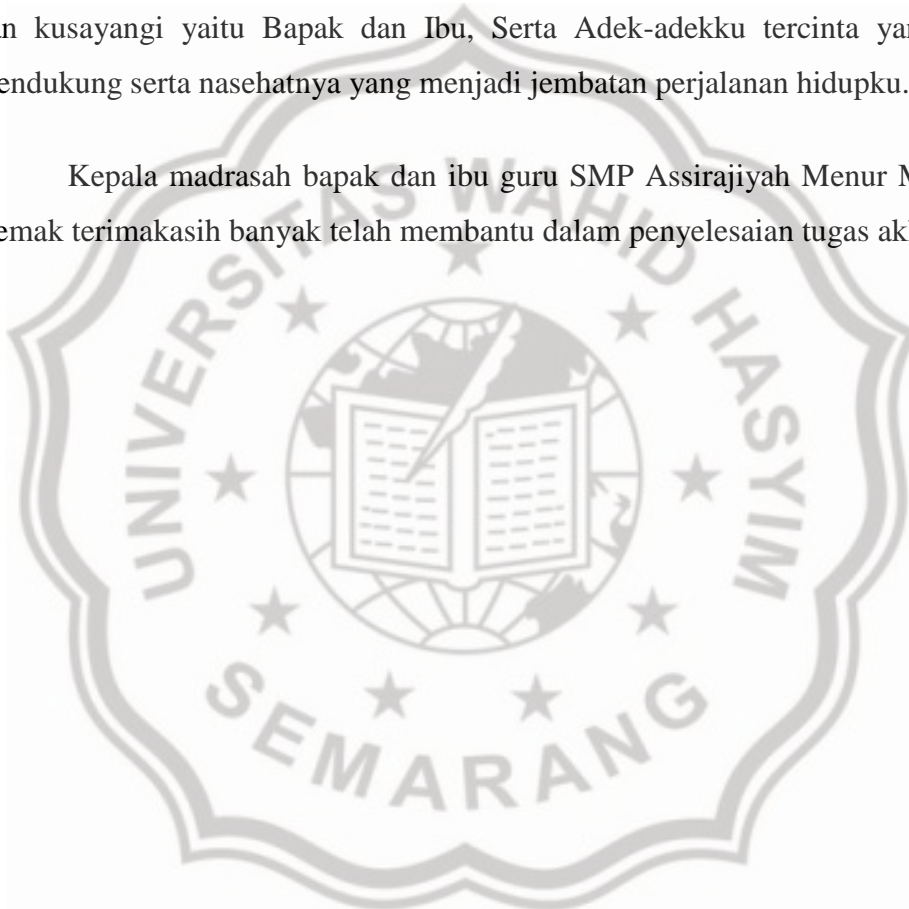 an kusayangi yaitu Bapak dan Ibu, Serta Adek-adekku tercinta ya
endukung serta nasehatnya yang menjadi jembatan perjalanan hidupku.
Kepala madrasah bapak dan ibu guru SMP Assirajiyah Menur M
emak terimakasih banyak telah membantu dalam penyelesaian tugas ak
UNIVERSITAS WAHID HASYIM
SEMARANG